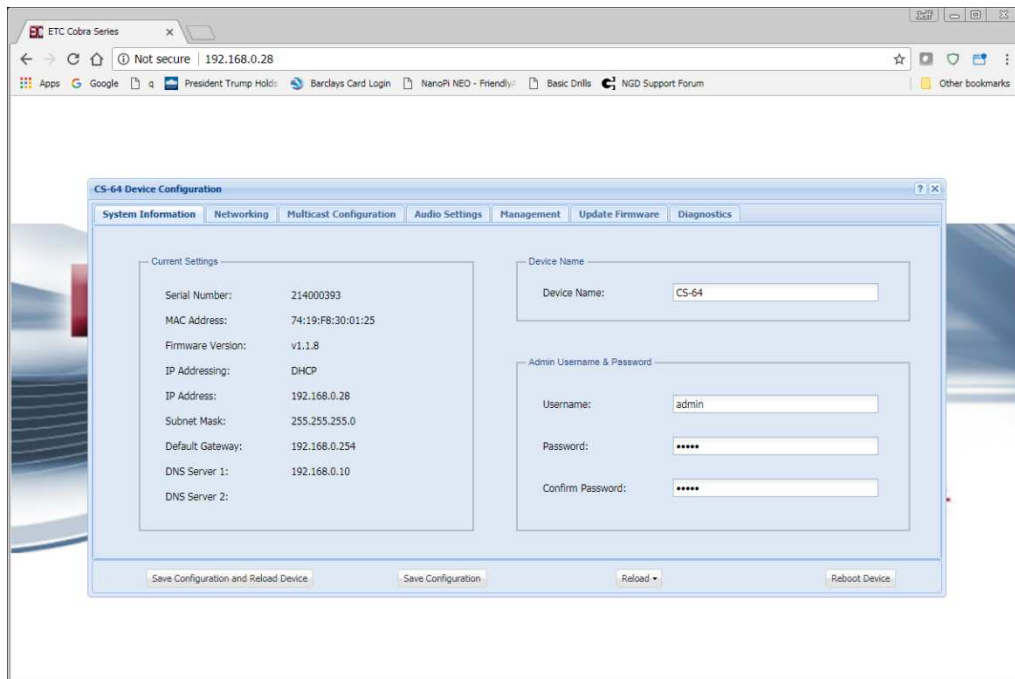 ETC Cobra Series
Not secure | 192.168.0.28
Apps Google q President Trump Holds Barclays Card Login NanoPi NEO - Friendly Basic Drills NGD Support Forum Other bookmarks
CS-64 Device Configuration
System Information Networking Multicast Configuration Audio Settings Management Update Firmware Diagnostics
Current Settings
Serial Number: 214000393
MAC Address: 74:19:F8:30:01:25
Firmware Version: v1.1.8
IP Addressing: DHCP
IP Address: 192.168.0.28
Subnet Mask: 255.255.255.0
Default Gateway: 192.168.0.254
DNS Server 1: 192.168.0.10
DNS Server 2:
Device Name
Device Name: CS-64
Admin Username & Password
Username: admin
Password: •••••
Confirm Password: •••••
Save Configuration and Reload Device Save Configuration Reload Reboot Device